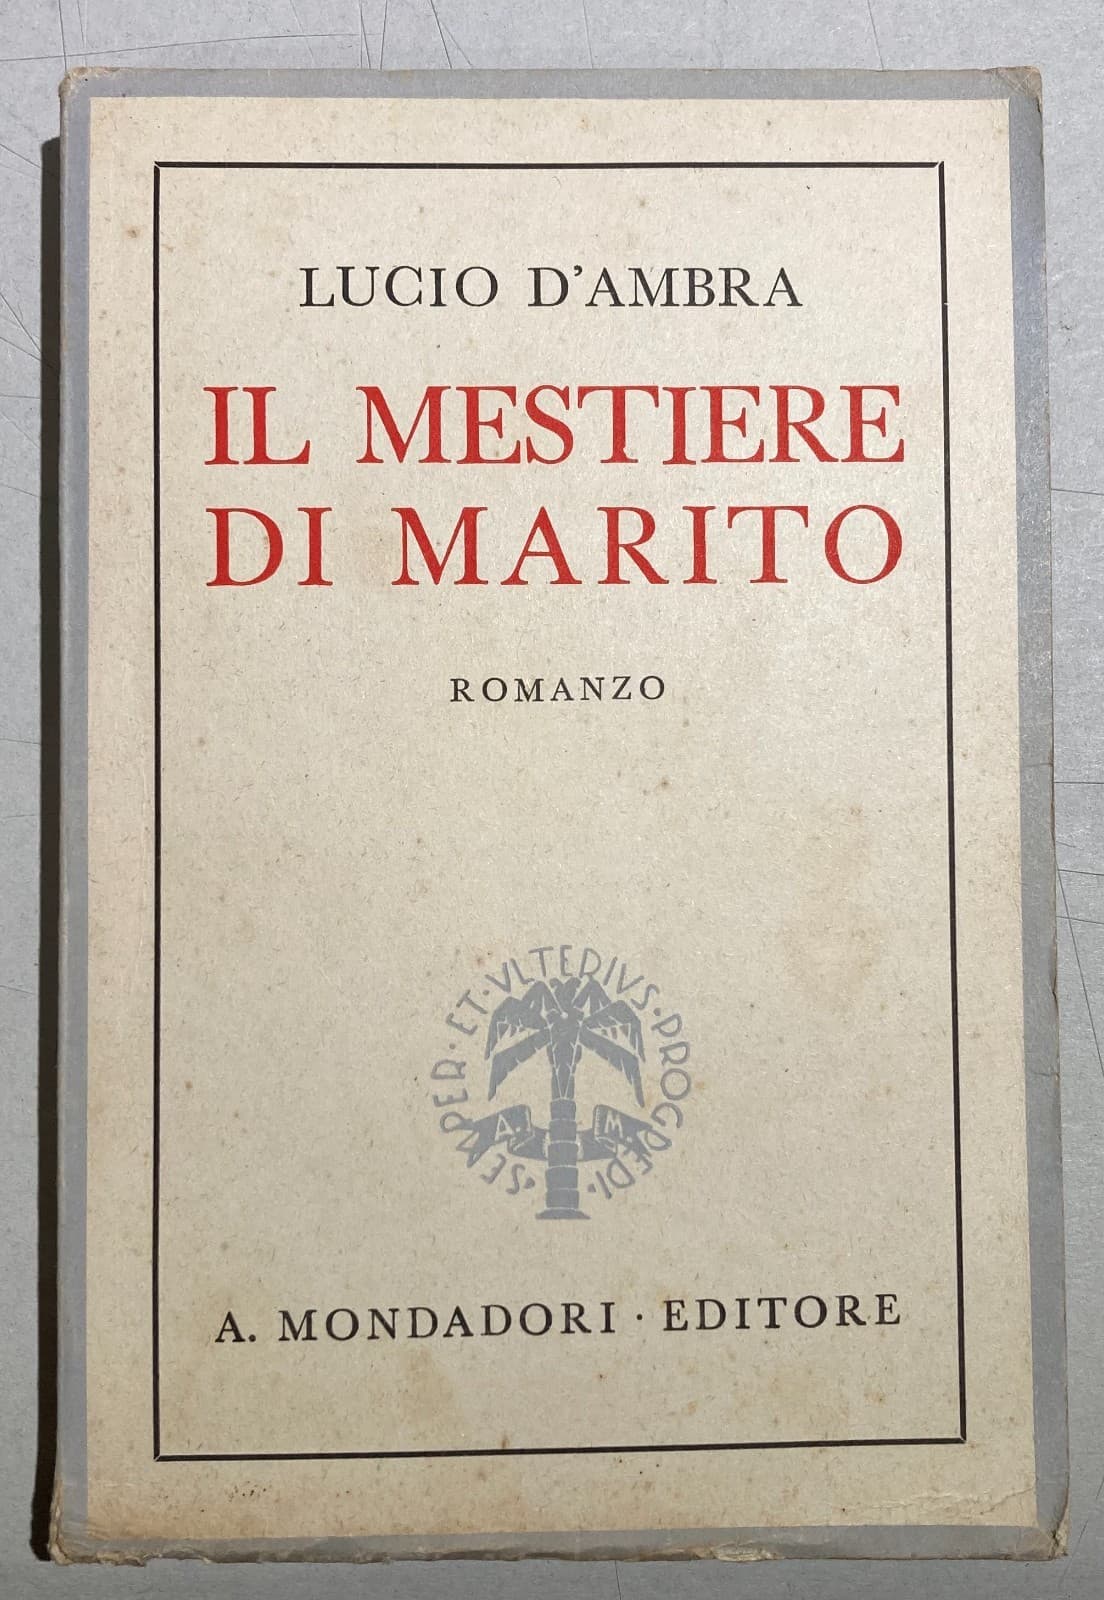 LUCIO D'AMBRA
IL MESTIERE
DI MARITO
ROMANZO
·SEMPER·ET·VLTERIVS·PROGREDI·
A. M.
A. MONDADORI · EDITORE